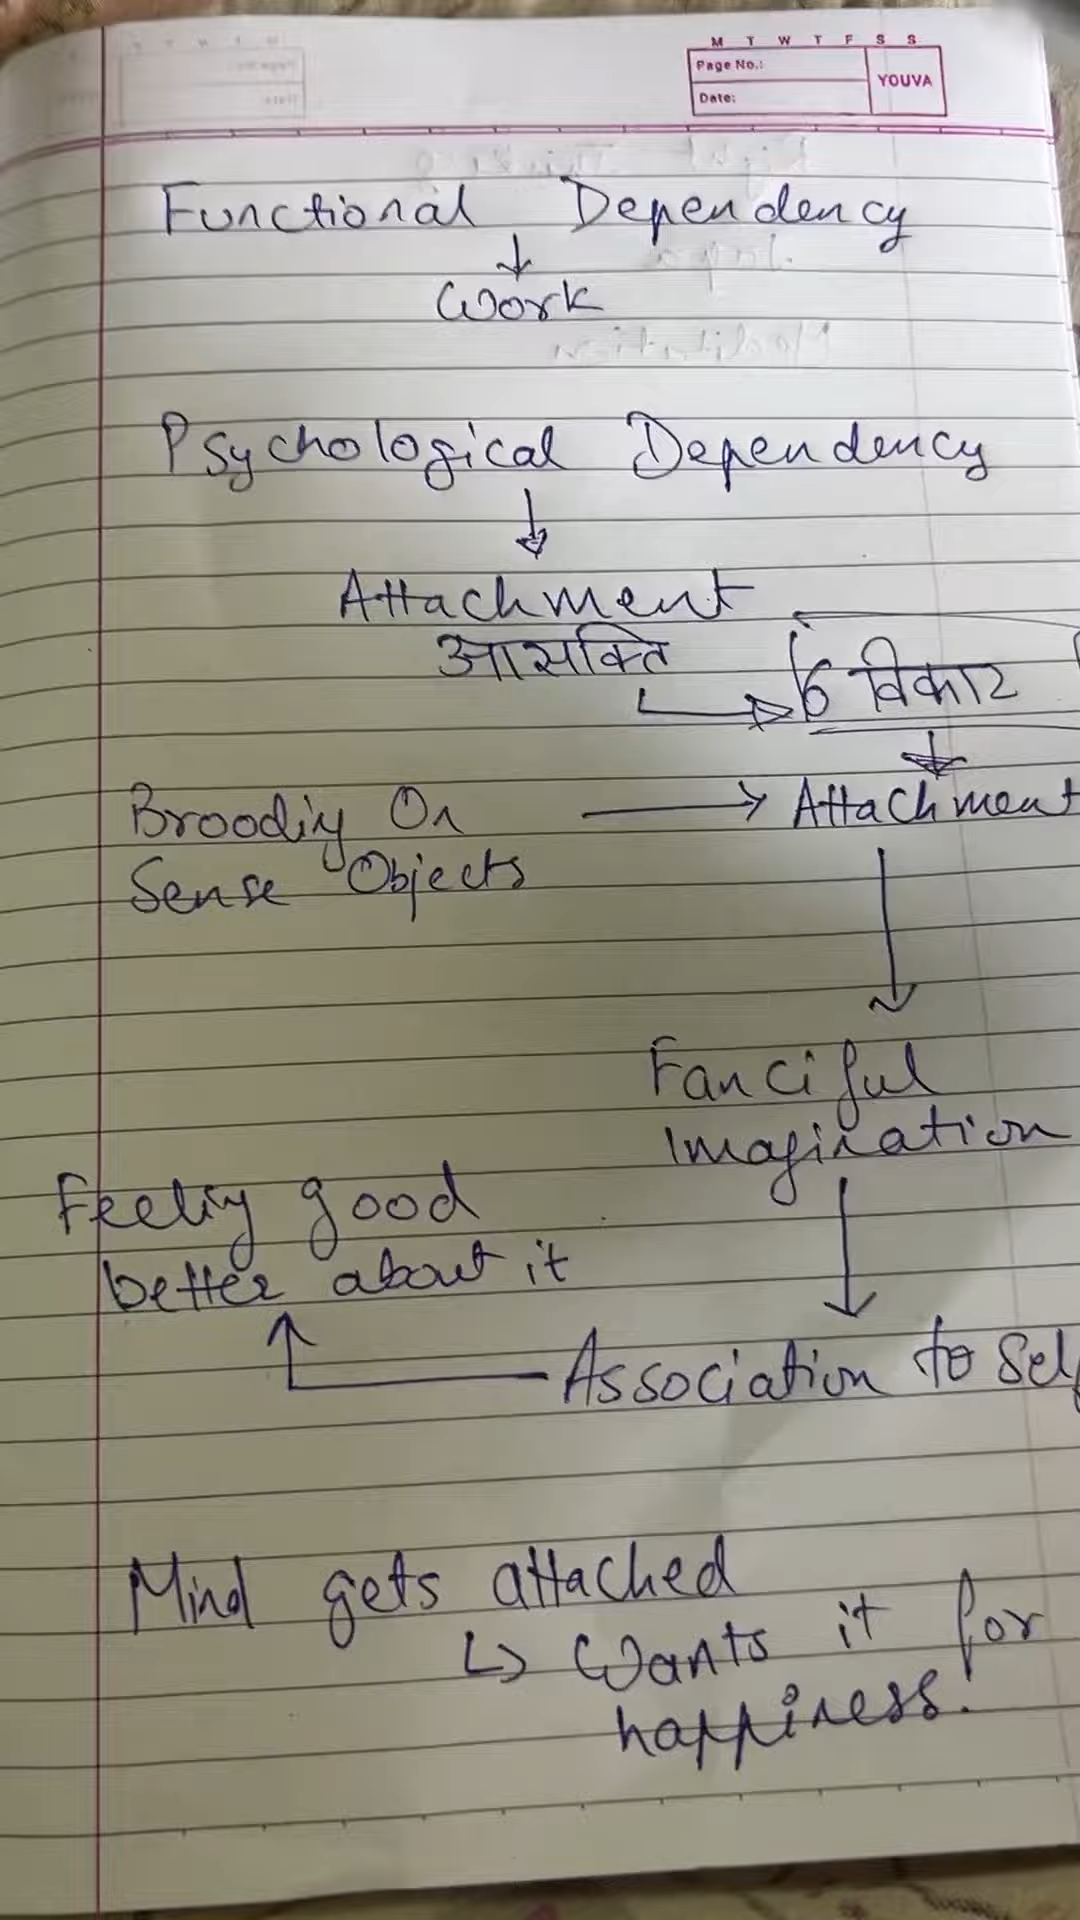 M T W T F S S
Page No.:
YOUVA
Date:
Functional Dependency
↓
Work
Psychological Dependency
↓
Attachment
आसक्ति
↳ 6 विकार
↓
Brooding On → Attachment
Sense Objects
↓
Fanciful
Imagination
↓
Feeling good
better about it
Association to Self
Mind gets attached
↳ Wants it for
happiness.